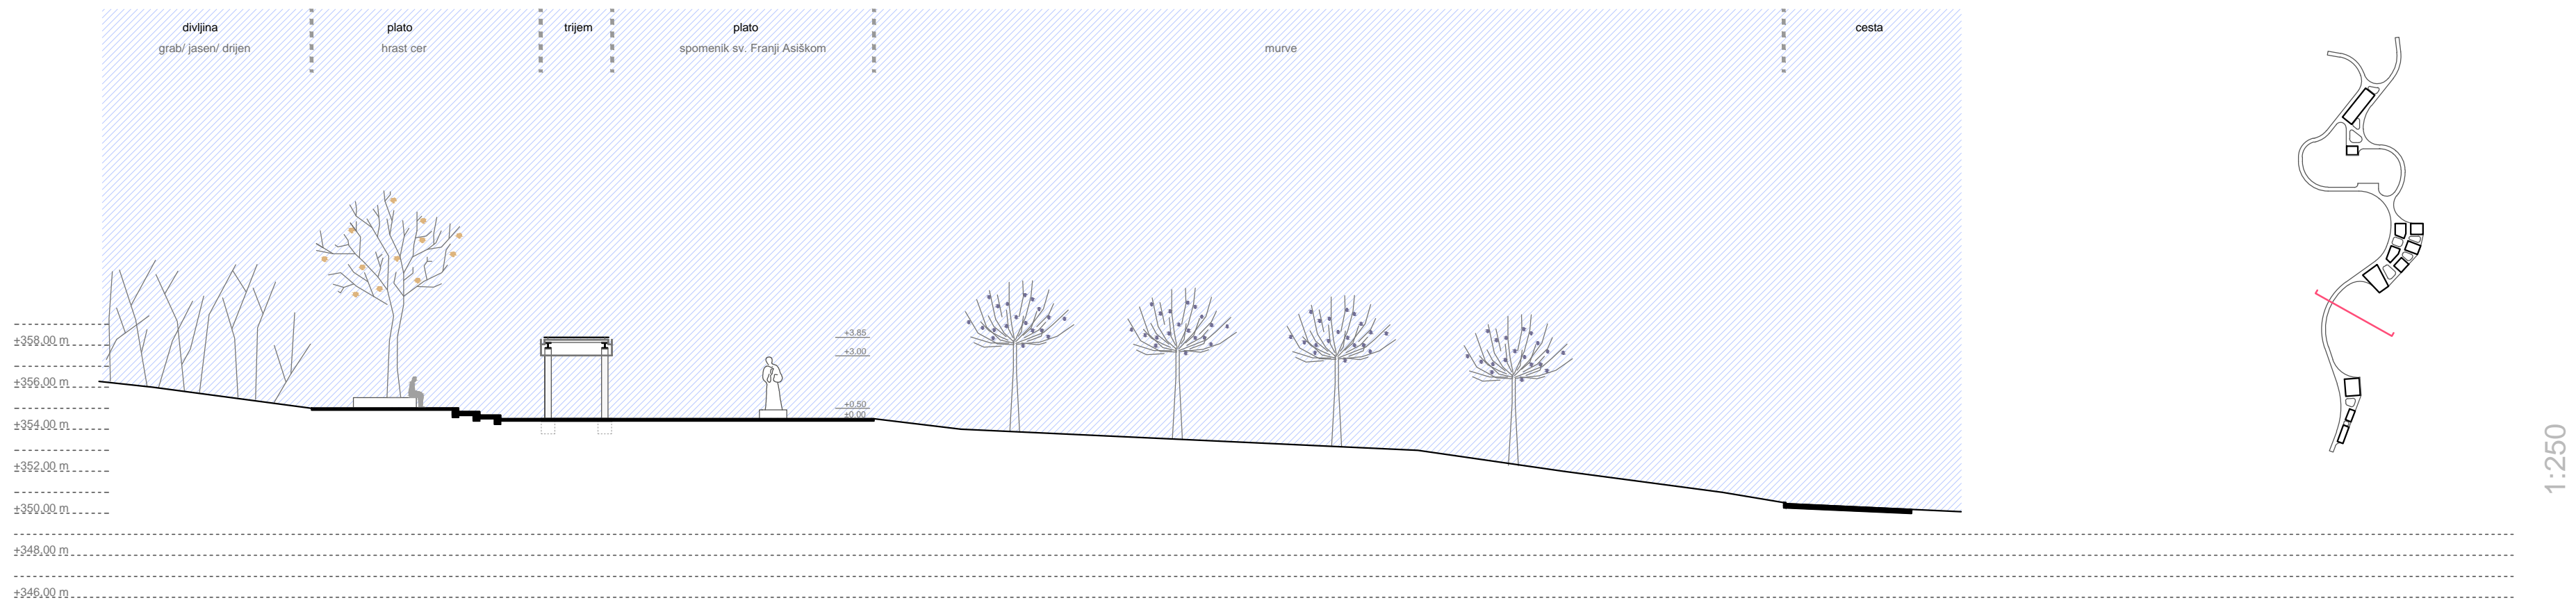 divljina
grab/ jasen/ drijen
plato
hrast cer
trijem
plato
spomenik sv. Franji Asiškom
murve
cesta
+3.85
+3.00
+0.50
±0.00
+358,00 m
+356,00 m
+354,00 m
+352,00 m
+350,00 m
+348,00 m
+346,00 m
1:250